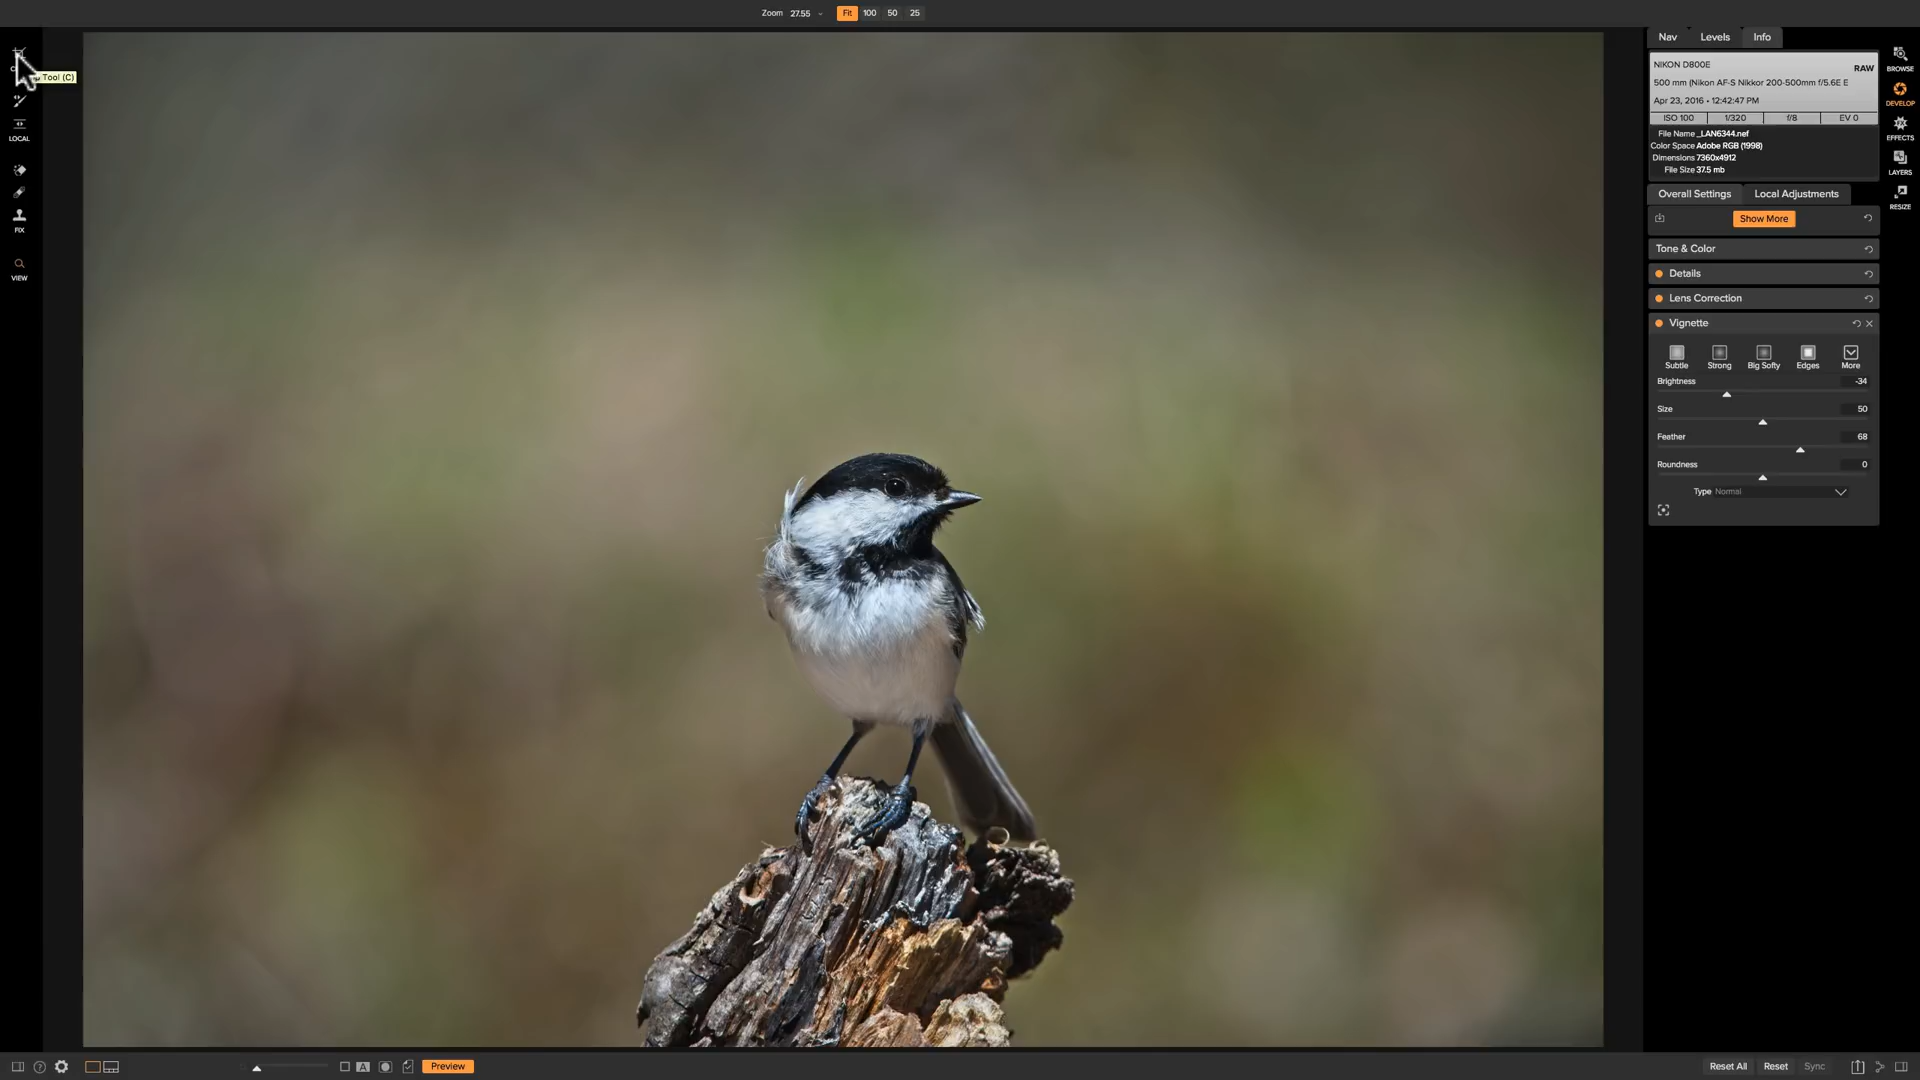 Zoom 27.55 Fit 100 50 25
Tool (C)
LOCAL
FIX
VIEW
Nav Levels Info
NIKON D800E RAW
500 mm (Nikon AF-S Nikkor 200-500mm f/5.6E E
Apr 23, 2016 • 12:42:47 PM
ISO 100 1/320 f/8 EV 0
File Name _LAN6344.nef
Color Space Adobe RGB (1998)
Dimensions 7360x4912
File Size 37.5 mb
Overall Settings Local Adjustments
Show More
Tone & Color
Details
Lens Correction
Vignette
Subtle Strong Big Softy Edges More
Brightness -34
Size 50
Feather 68
Roundness 0
Type Normal
BROWSE
DEVELOP
FX
EFFECTS
LAYERS
RESIZE
? A Preview
Reset All Reset Sync